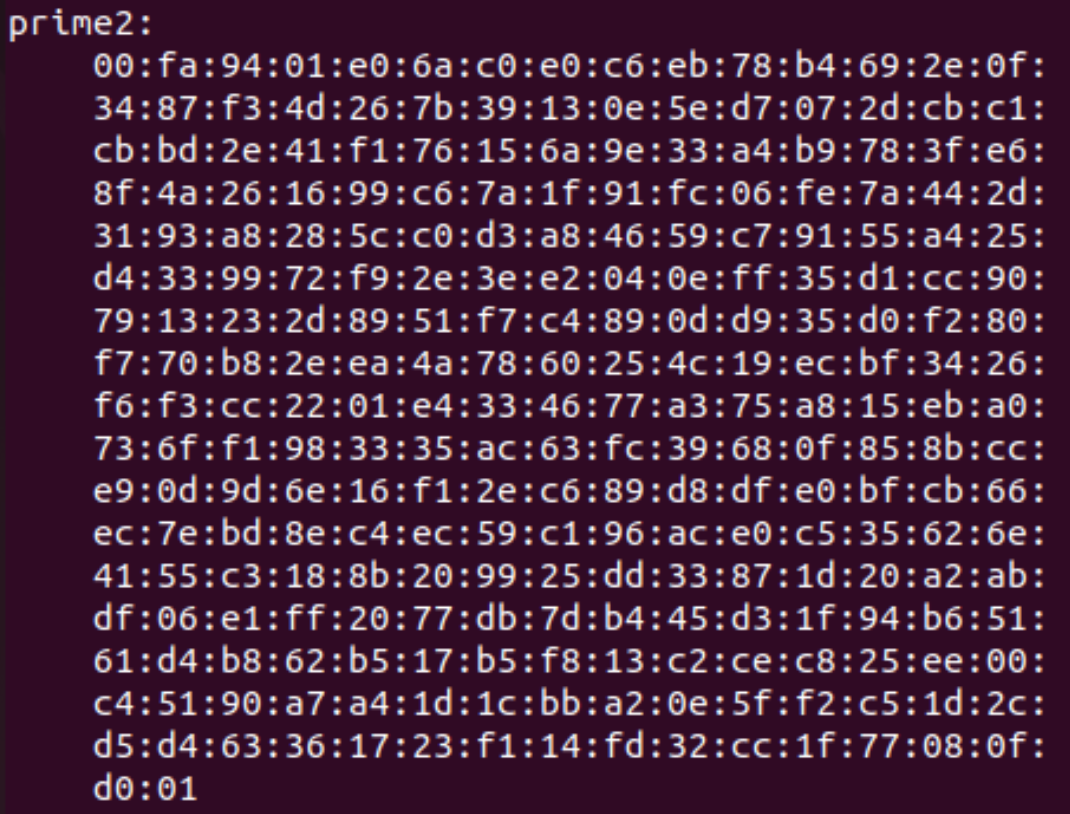 prime2:
00:fa:94:01:e0:6a:c0:e0:c6:eb:78:b4:69:2e:0f:
34:87:f3:4d:26:7b:39:13:0e:5e:d7:07:2d:cb:c1:
cb:bd:2e:41:f1:76:15:6a:9e:33:a4:b9:78:3f:e6:
8f:4a:26:16:99:c6:7a:1f:91:fc:06:fe:7a:44:2d:
31:93:a8:28:5c:c0:d3:a8:46:59:c7:91:55:a4:25:
d4:33:99:72:f9:2e:3e:e2:04:0e:ff:35:d1:cc:90:
79:13:23:2d:89:51:f7:c4:89:0d:d9:35:d0:f2:80:
f7:70:b8:2e:ea:4a:78:60:25:4c:19:ec:bf:34:26:
f6:f3:cc:22:01:e4:33:46:77:a3:75:a8:15:eb:a0:
73:6f:f1:98:33:35:ac:63:fc:39:68:0f:85:8b:cc:
e9:0d:9d:6e:16:f1:2e:c6:89:d8:df:e0:bf:cb:66:
ec:7e:bd:8e:c4:ec:59:c1:96:ac:e0:c5:35:62:6e:
41:55:c3:18:8b:20:99:25:dd:33:87:1d:20:a2:ab:
df:06:e1:ff:20:77:db:7d:b4:45:d3:1f:94:b6:51:
61:d4:b8:62:b5:17:b5:f8:13:c2:ce:c8:25:ee:00:
c4:51:90:a7:a4:1d:1c:bb:a2:0e:5f:f2:c5:1d:2c:
d5:d4:63:36:17:23:f1:14:fd:32:cc:1f:77:08:0f:
d0:01